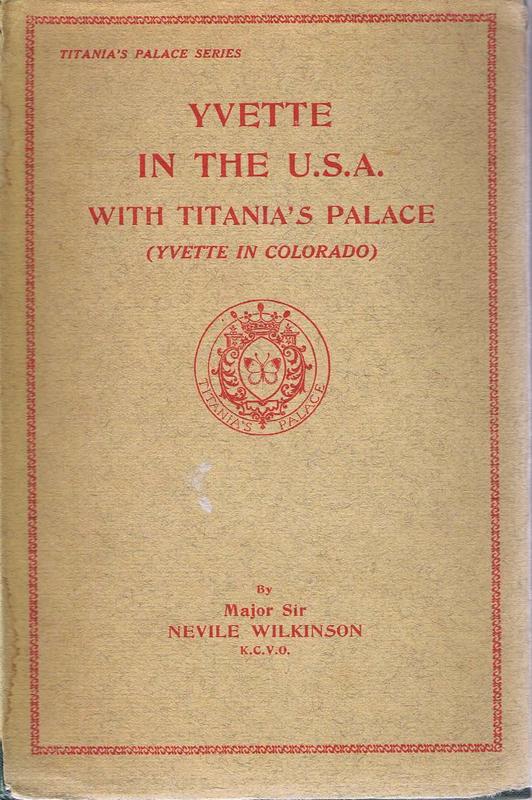 TITANIA'S PALACE SERIES
YVETTE
IN THE U.S.A.
WITH TITANIA'S PALACE
(YVETTE IN COLORADO)
TITANIA'S PALACE
By
Major Sir
NEVILE WILKINSON
K.C.V.O.